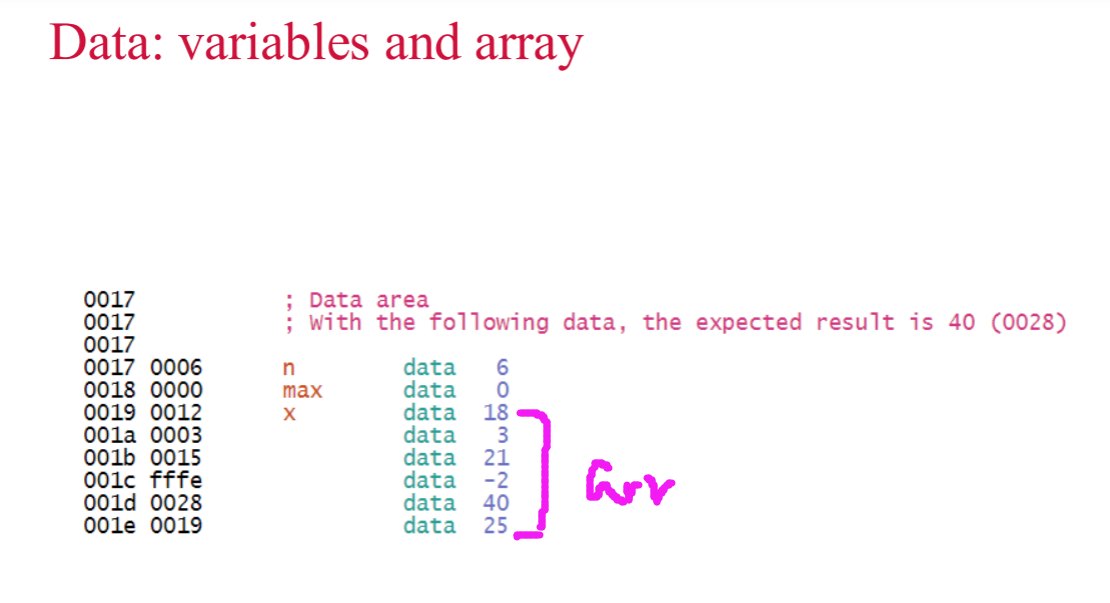 Data: variables and array
0017 ; Data area
0017 ; With the following data, the expected result is 40 (0028)
0017
0017 0006 n data 6
0018 0000 max data 0
0019 0012 x data 18
001a 0003 data 3
001b 0015 data 21
001c fffe data -2
001d 0028 data 40
001e 0019 data 25